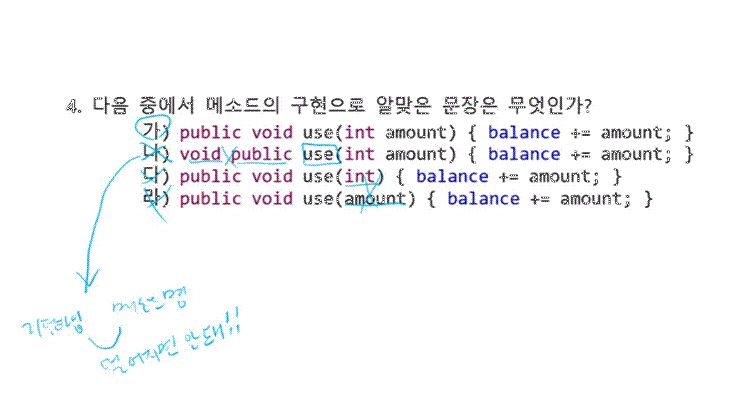 4. 다음 중에서 메소드의 구현으로 알맞은 문장은 무엇인가?
가) public void use(int amount) { balance += amount; }
나) void public use(int amount) { balance += amount; }
다) public void use(int) { balance += amount; }
라) public void use(amount) { balance += amount; }
리턴타입 메소드명
떨어지면 안돼!!